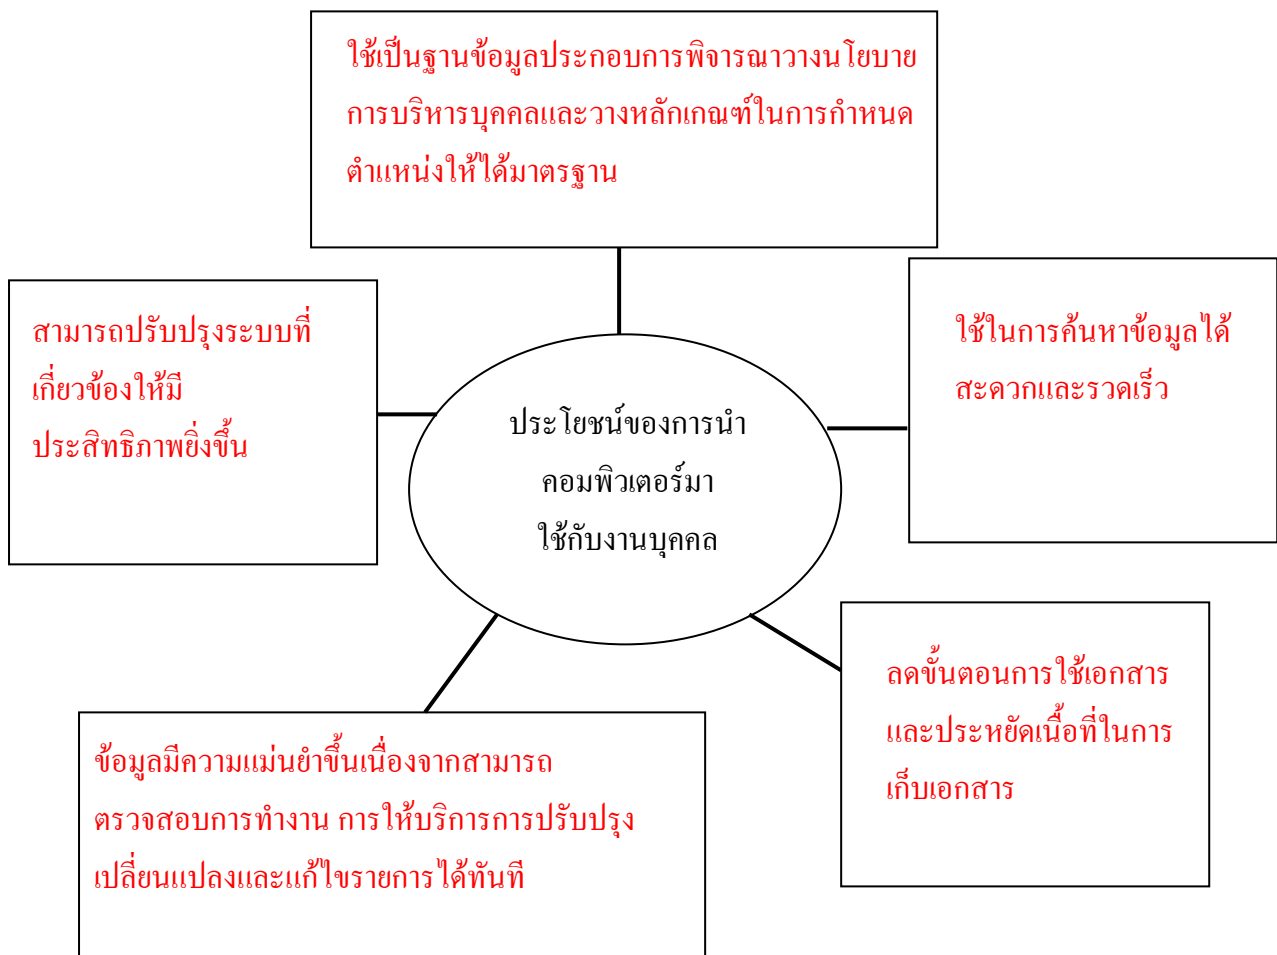 ใช้เป็นฐานข้อมูลประกอบการพิจารณาวางนโยบาย
การบริหารบุคคลและวางหลักเกณฑ์ในการกำหนด
ตำแหน่งให้ได้มาตรฐาน
สามารถปรับปรุงระบบที่
เกี่ยวข้องให้มี
ประสิทธิภาพยิ่งขึ้น
ใช้ในการค้นหาข้อมูลได้
สะดวกและรวดเร็ว
ประโยชน์ของการนำ
คอมพิวเตอร์มา
ใช้กับงานบุคคล
ลดขั้นตอนการใช้เอกสาร
และประหยัดเนื้อที่ในการ
เก็บเอกสาร
ข้อมูลมีความแม่นยำขึ้นเนื่องจากสามารถ
ตรวจสอบการทำงาน การให้บริการการปรับปรุง
เปลี่ยนแปลงและแก้ไขรายการได้ทันที